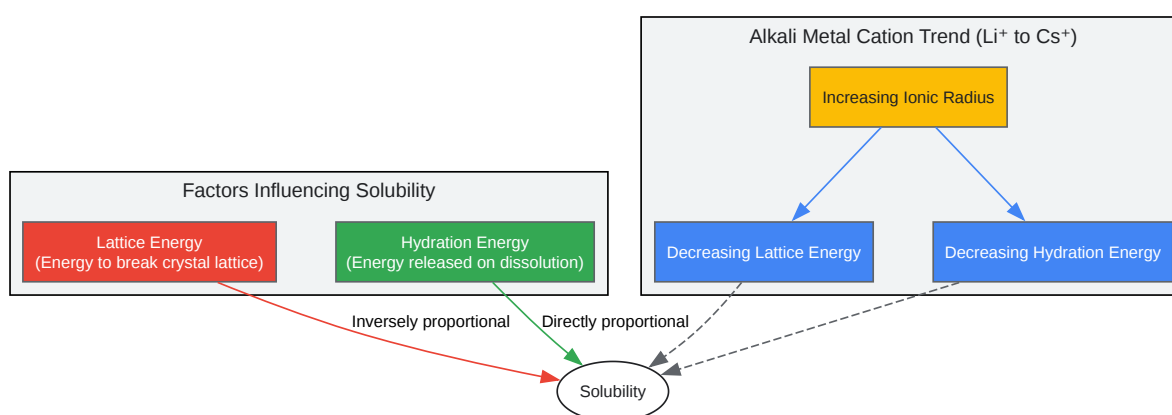 Alkali Metal Cation Trend (Li⁺ to Cs⁺)
Increasing Ionic Radius
Factors Influencing Solubility
Lattice Energy
(Energy to break crystal lattice)
Hydration Energy
(Energy released on dissolution)
Decreasing Lattice Energy
Decreasing Hydration Energy
Inversely proportional
Directly proportional
Solubility